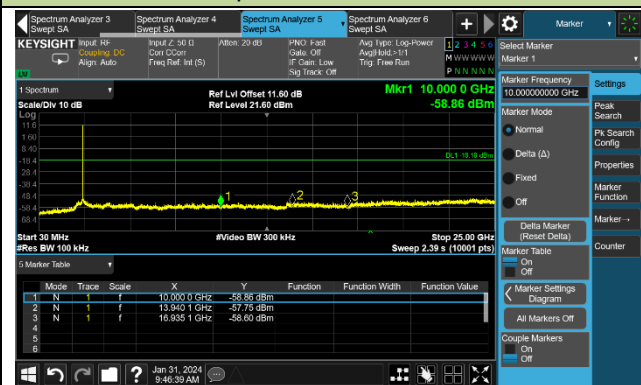 Spectrum Analyzer 3 Swept SA
Spectrum Analyzer 4 Swept SA
Spectrum Analyzer 5 Swept SA
Spectrum Analyzer 6 Swept SA
+
Marker
KEYSIGHT
Input: RF
Coupling: DC
Align: Auto
Input Z: 50 Ω
Corr CCorr
Freq Ref: Int (S)
Atten: 20 dB
PNO: Fast
Gate: Off
IF Gain: Low
Sig Track: Off
Avg Type: Log-Power
Avg|Hold:>1/1
Trig: Free Run
1 2 3 4 5 6
M W W W W W
P N N N N N
Select Marker
Marker 1
LXI
1 Spectrum
Scale/Div 10 dB
Log
Ref Lvl Offset 11.60 dB
Ref Level 21.60 dBm
Mkr1 10.000 0 GHz
-58.86 dBm
11.6
1.60
-8.40
-18.4
-28.4
-38.4
-48.4
-58.4
-68.4
DL1 -18.16 dBm
1
2
3
Start 30 MHz
#Res BW 100 kHz
#Video BW 300 kHz
Stop 25.00 GHz
Sweep 2.39 s (10001 pts)
5 Marker Table
Mode Trace Scale X Y Function Function Width Function Value
1 N 1 f 10.000 0 GHz -58.86 dBm
2 N 1 f 13.940 1 GHz -57.75 dBm
3 N 1 f 16.935 1 GHz -58.60 dBm
4
5
6
Marker Frequency
10.000000000 GHz
Marker Mode
Normal
Delta (Δ)
Fixed
Off
Delta Marker
(Reset Delta)
Marker Table
On
Off
Marker Settings
Diagram
All Markers Off
Couple Markers
On
Off
Settings
Peak
Search
Pk Search
Config
Properties
Marker
Function
Marker→
Counter
?
Jan 31, 2024
9:46:39 AM